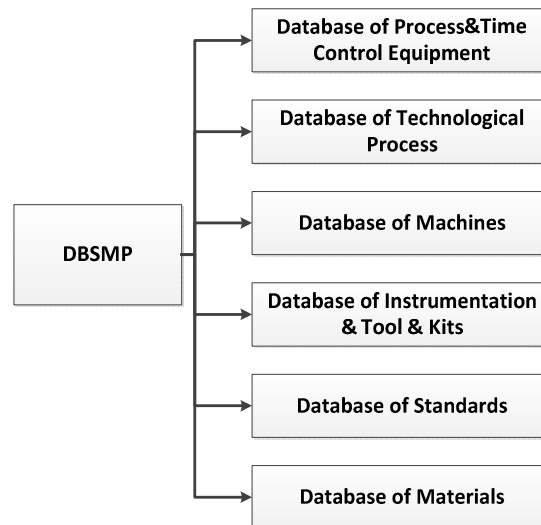 Database of Process&Time
Control Equipment
Database of Technological
Process
Database of Machines
DBSMP
Database of Instrumentation
& Tool & Kits
Database of Standards
Database of Materials